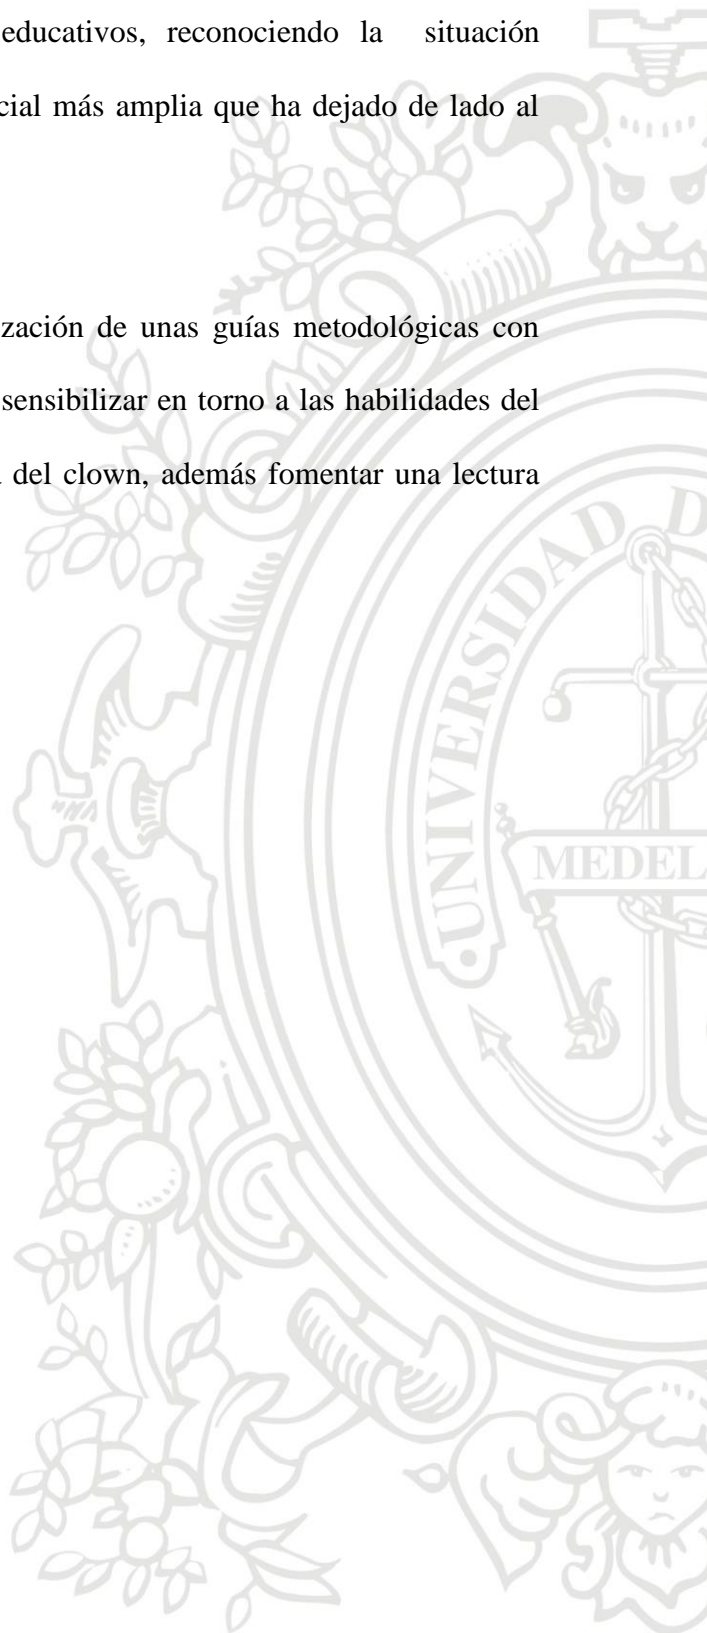 educativos, reconociendo la situación
cial más amplia que ha dejado de lado al
zación de unas guías metodológicas con
sensibilizar en torno a las habilidades del
del clown, además fomentar una lectura
UNIVERSIDAD D
MEDEL